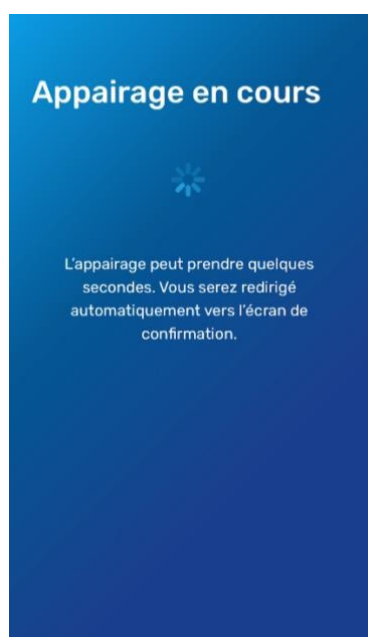 Appairage en cours
L'appairage peut prendre quelques
secondes. Vous serez redirigé
automatiquement vers l'écran de
confirmation.